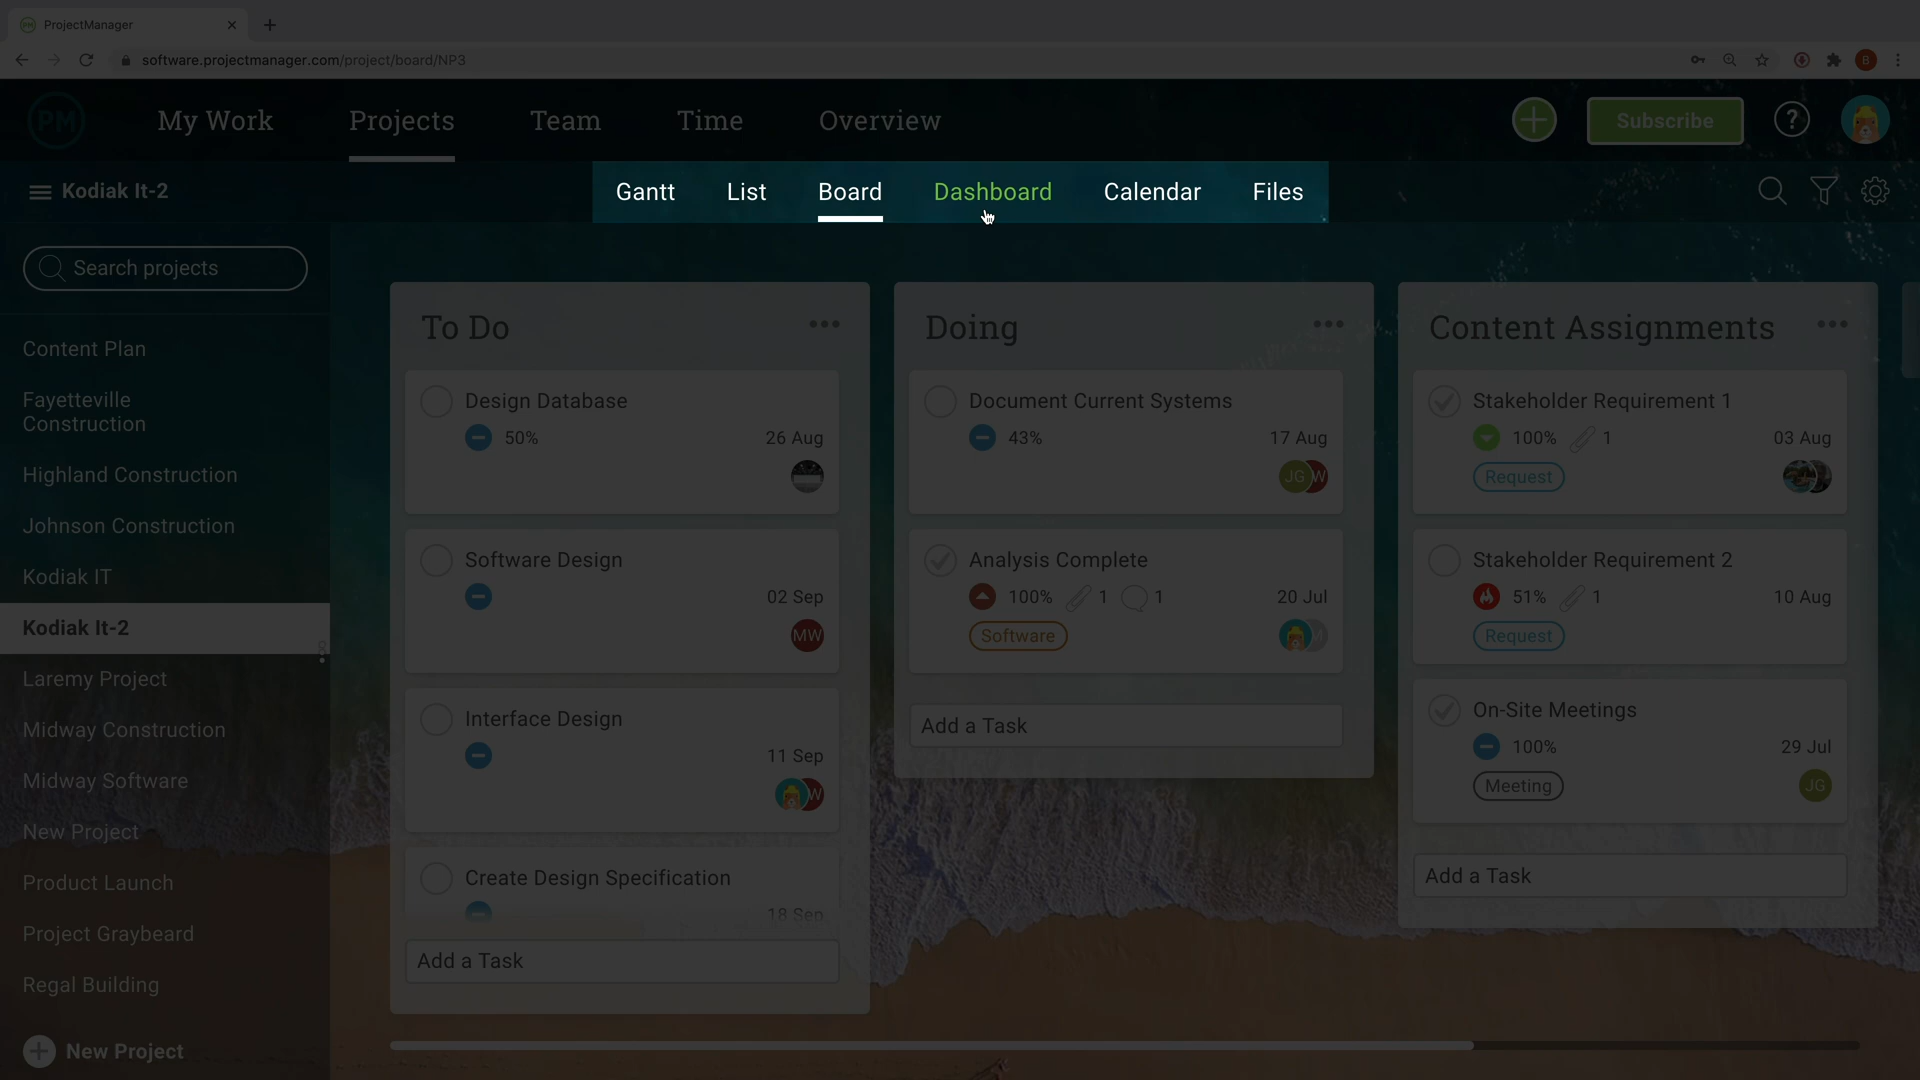 ProjectManager
software.projectmanager.com/project/board/NP3
B
PM
My Work
Projects
Team
Time
Overview
Subscribe
?
Kodiak It-2
Gantt
List
Board
Dashboard
Calendar
Files
Search projects
Content Plan
Fayetteville
Construction
Highland Construction
Johnson Construction
Kodiak IT
Kodiak It-2
Laremy Project
Midway Construction
Midway Software
New Project
Product Launch
Project Graybeard
Regal Building
New Project
To Do
Design Database
50%
26 Aug
Software Design
02 Sep
MW
Interface Design
11 Sep
W
Create Design Specification
18 Sep
Add a Task
Doing
Document Current Systems
43%
17 Aug
JG
W
Analysis Complete
100%
1
1
20 Jul
Software
Add a Task
Content Assignments
Stakeholder Requirement 1
100%
1
03 Aug
Request
Stakeholder Requirement 2
51%
1
10 Aug
Request
On-Site Meetings
100%
29 Jul
Meeting
JG
Add a Task